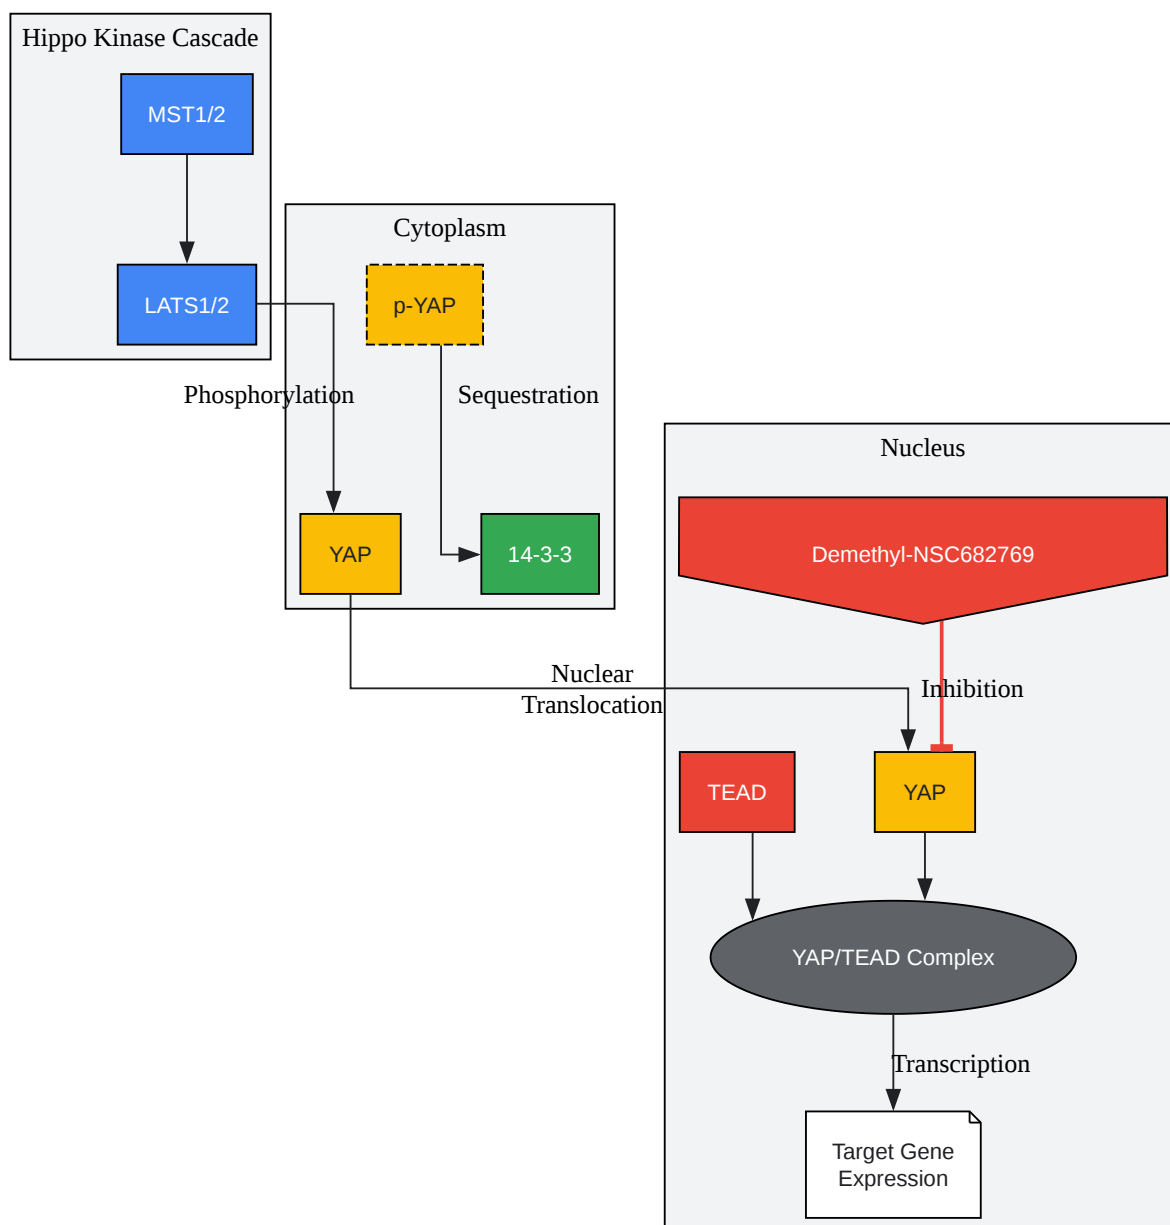 Hippo Kinase Cascade
MST1/2
LATS1/2
Phosphorylation
Cytoplasm
p-YAP
Sequestration
YAP
14-3-3
Nuclear
Translocation
Nucleus
Demethyl-NSC682769
Inhibition
TEAD
YAP
YAP/TEAD Complex
Transcription
Target Gene
Expression